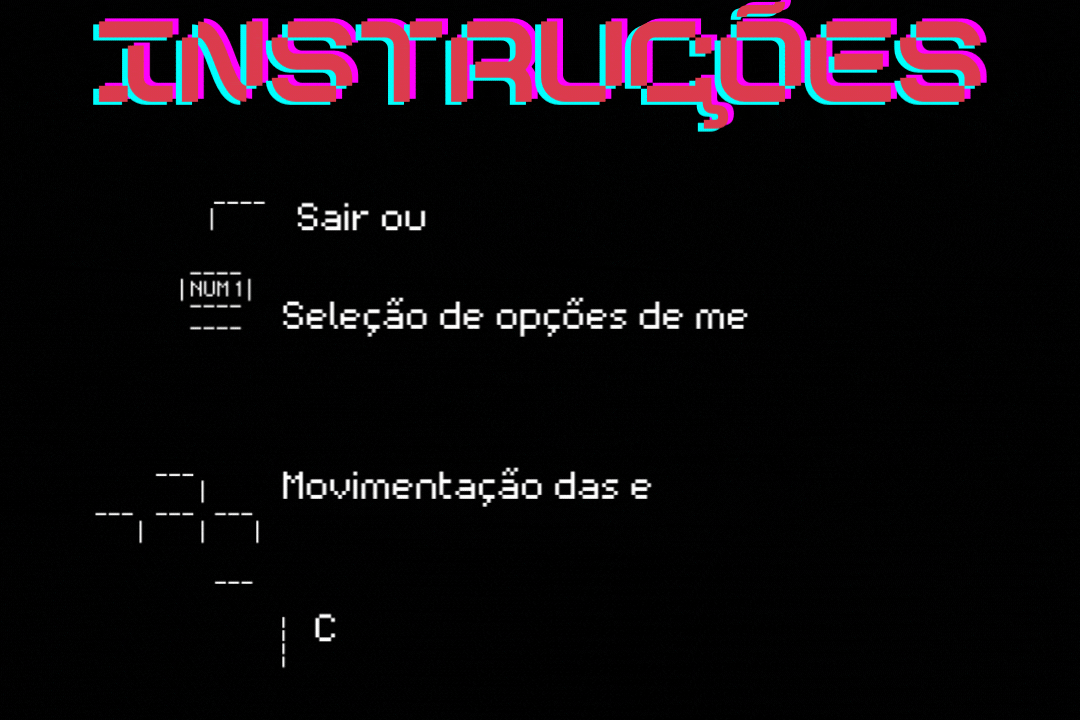 INSTRUÇÕES
Sair ou
NUM 1
Seleção de opções de me
Movimentação das e
C